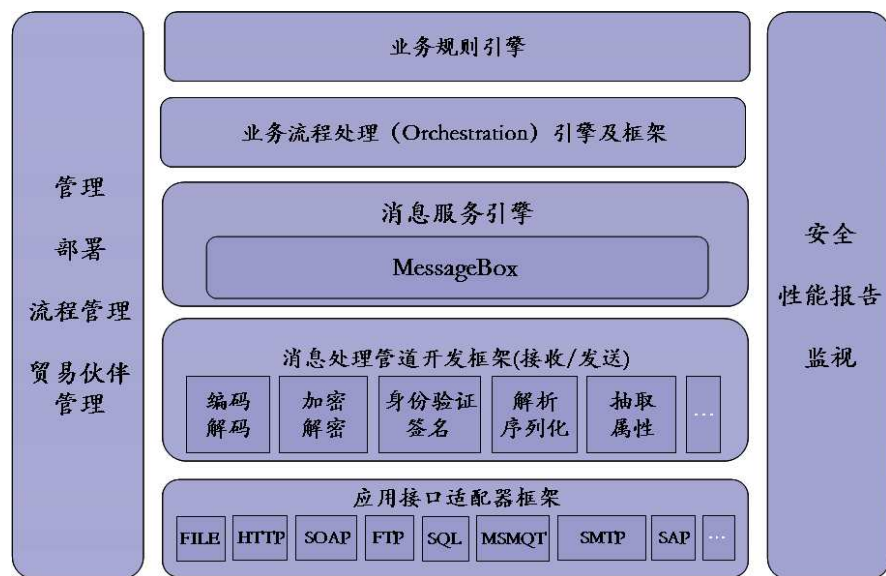 管理
部署
流程管理
贸易伙伴
管理
业务规则引擎
业务流程处理（Orchestration）引擎及框架
消息服务引擎
MessageBox
消息处理管道开发框架(接收/发送)
编码
解码
加密
解密
身份验证
签名
解析
序列化
抽取
属性
...
应用接口适配器框架
FILE
HTTP
SOAP
FTP
SQL
MSMQT
SMTP
SAP
...
安全
性能报告
监视